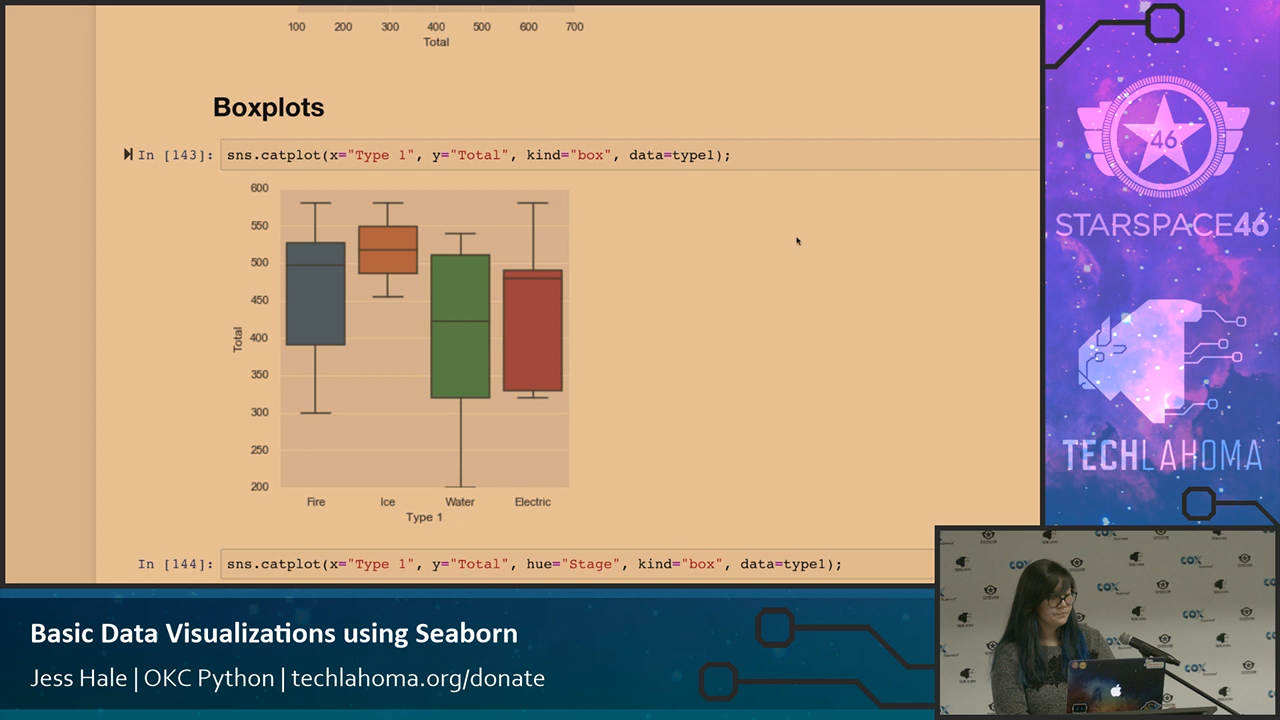 100 200 300 400 500 600 700
Total
Boxplots
In [143]: sns.catplot(x="Type 1", y="Total", kind="box", data=type1);
600
550
500
450
400
350
300
250
200
Total
Fire Ice Water Electric
Type 1
In [144]: sns.catplot(x="Type 1", y="Total", hue="Stage", kind="box", data=type1);
46
STARSPACE46
TECHLAHOMA
COX
Basic Data Visualizations using Seaborn
Jess Hale | OKC Python | techlahoma.org/donate